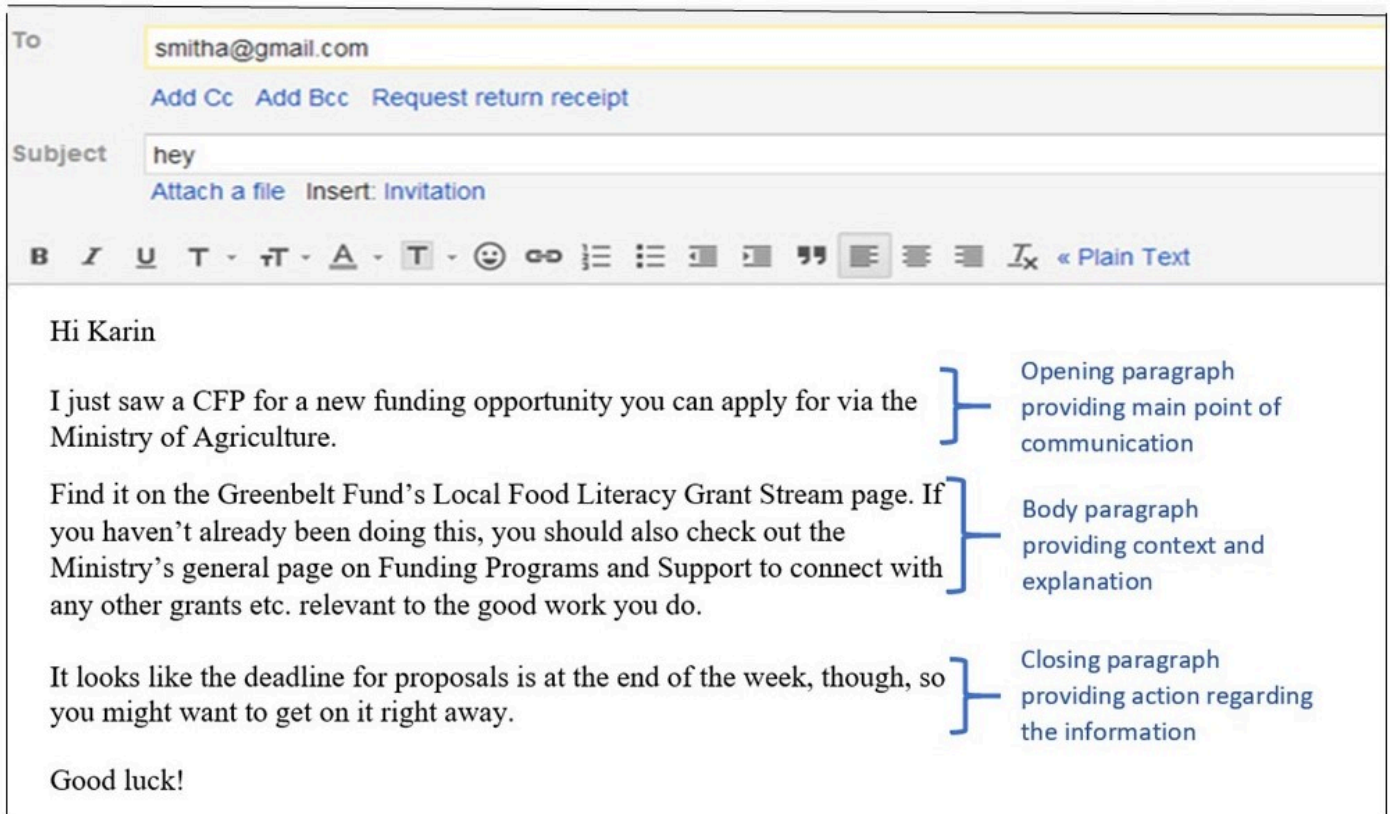 To
smitha@gmail.com
Add Cc Add Bcc Request return receipt
Subject
hey
Attach a file Insert: Invitation
B I U T T A T « Plain Text
Hi Karin
I just saw a CFP for a new funding opportunity you can apply for via the
Ministry of Agriculture.
Opening paragraph
providing main point of
communication
Find it on the Greenbelt Fund’s Local Food Literacy Grant Stream page. If
you haven’t already been doing this, you should also check out the
Ministry’s general page on Funding Programs and Support to connect with
any other grants etc. relevant to the good work you do.
Body paragraph
providing context and
explanation
It looks like the deadline for proposals is at the end of the week, though, so
you might want to get on it right away.
Closing paragraph
providing action regarding
the information
Good luck!